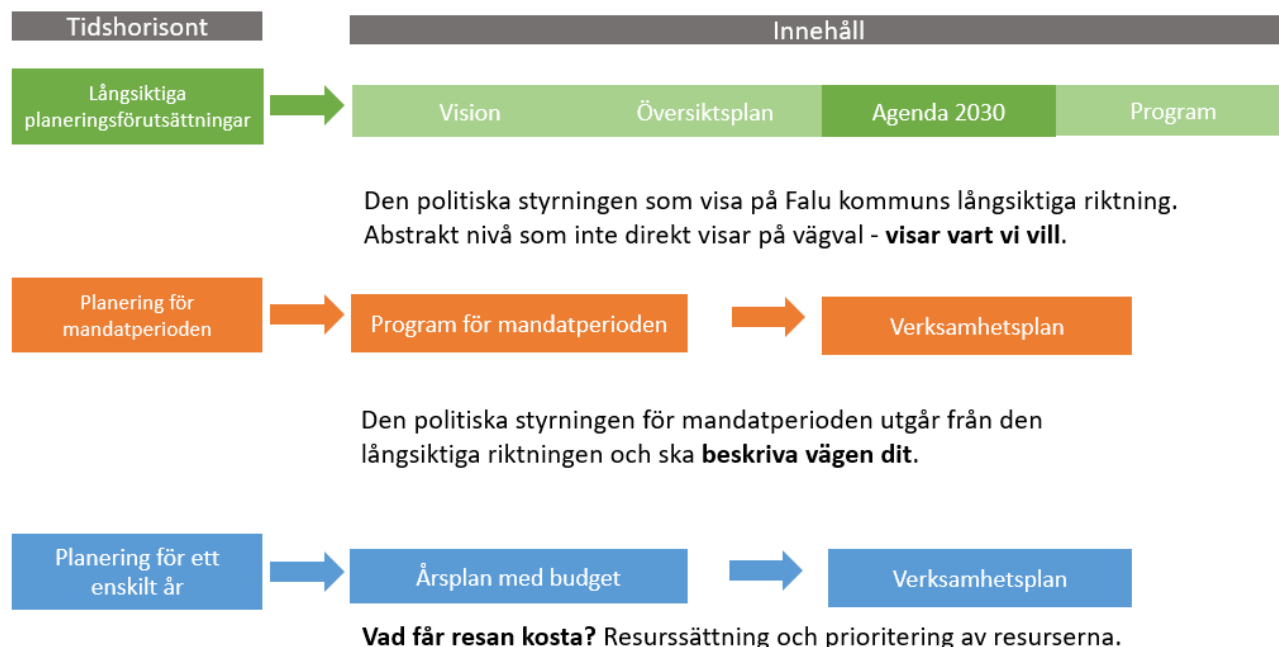 Tidshorisont
Innehåll
Långsiktiga
planeringsförutsättningar
Vision
Översiktsplan
Agenda 2030
Program
Den politiska styrningen som visa på Falu kommuns långsiktiga riktning.
Abstrakt nivå som inte direkt visar på vägval - visar vart vi vill.
Planering för
mandatperioden
Program för mandatperioden
Verksamhetsplan
Den politiska styrningen för mandatperioden utgår från den
långsiktiga riktningen och ska beskriva vägen dit.
Planering för ett
enskilt år
Årsplan med budget
Verksamhetsplan
Vad får resan kosta? Resurssättning och prioritering av resurserna.